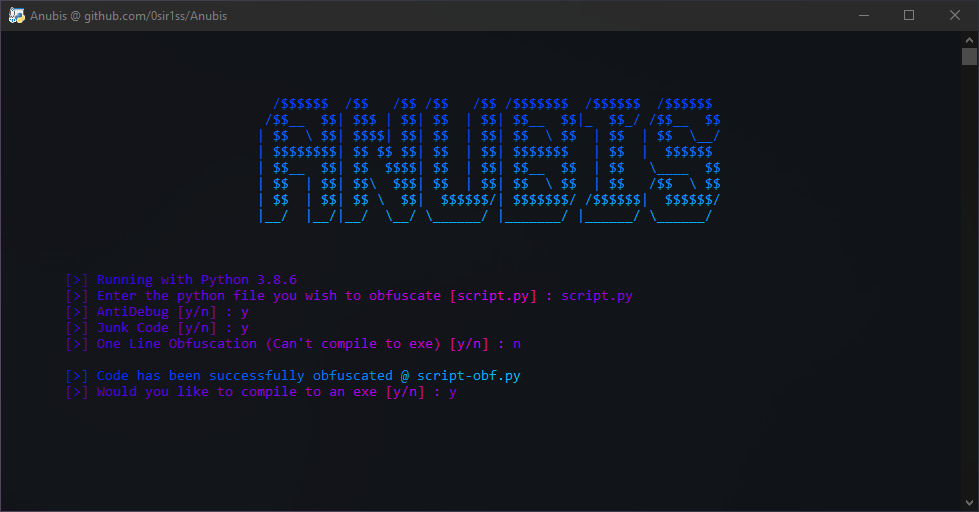 Anubis @ github.com/0sir1ss/Anubis
  /$$$$$$  /$$   /$$ /$$   /$$ /$$$$$$$  /$$$$$$  /$$$$$$
 /$$__  $$| $$$ | $$| $$  | $$| $$__  $$|_  $$_/ /$$__  $$
| $$  \ $$| $$$$| $$| $$  | $$| $$  \ $$  | $$  | $$  \__/
| $$$$$$$$| $$ $$ $$| $$  | $$| $$$$$$$   | $$  |  $$$$$$
| $$__  $$| $$  $$$$| $$  | $$| $$__  $$  | $$   \____  $$
| $$  | $$| $$\  $$$| $$  | $$| $$  \ $$  | $$   /$$  \ $$
| $$  | $$| $$ \  $$|  $$$$$$/| $$$$$$$/ /$$$$$$|  $$$$$$/
|__/  |__/|__/  \__/ \______/ |_______/ |______/ \______/
[>] Running with Python 3.8.6
[>] Enter the python file you wish to obfuscate [script.py] : script.py
[>] AntiDebug [y/n] : y
[>] Junk Code [y/n] : y
[>] One Line Obfuscation (Can't compile to exe) [y/n] : n
[>] Code has been successfully obfuscated @ script-obf.py
[>] Would you like to compile to an exe [y/n] : y